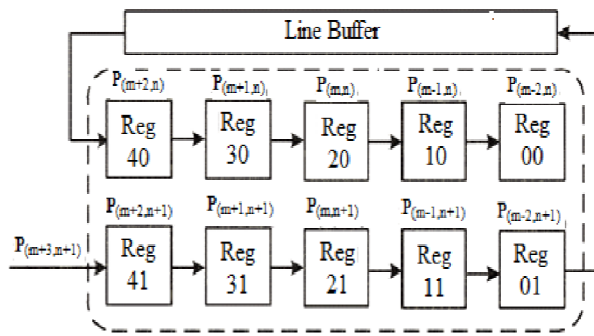 Line Buffer
P(m+2,n) P(m+1,n) P(m,n) P(m-1,n) P(m-2,n)
Reg Reg Reg Reg Reg
40 30 20 10 00
P(m+2,n+1) P(m+1,n+1) P(m,n+1) P(m-1,n+1) P(m-2,n+1)
P(m+3,n+1)
Reg Reg Reg Reg Reg
41 31 21 11 01